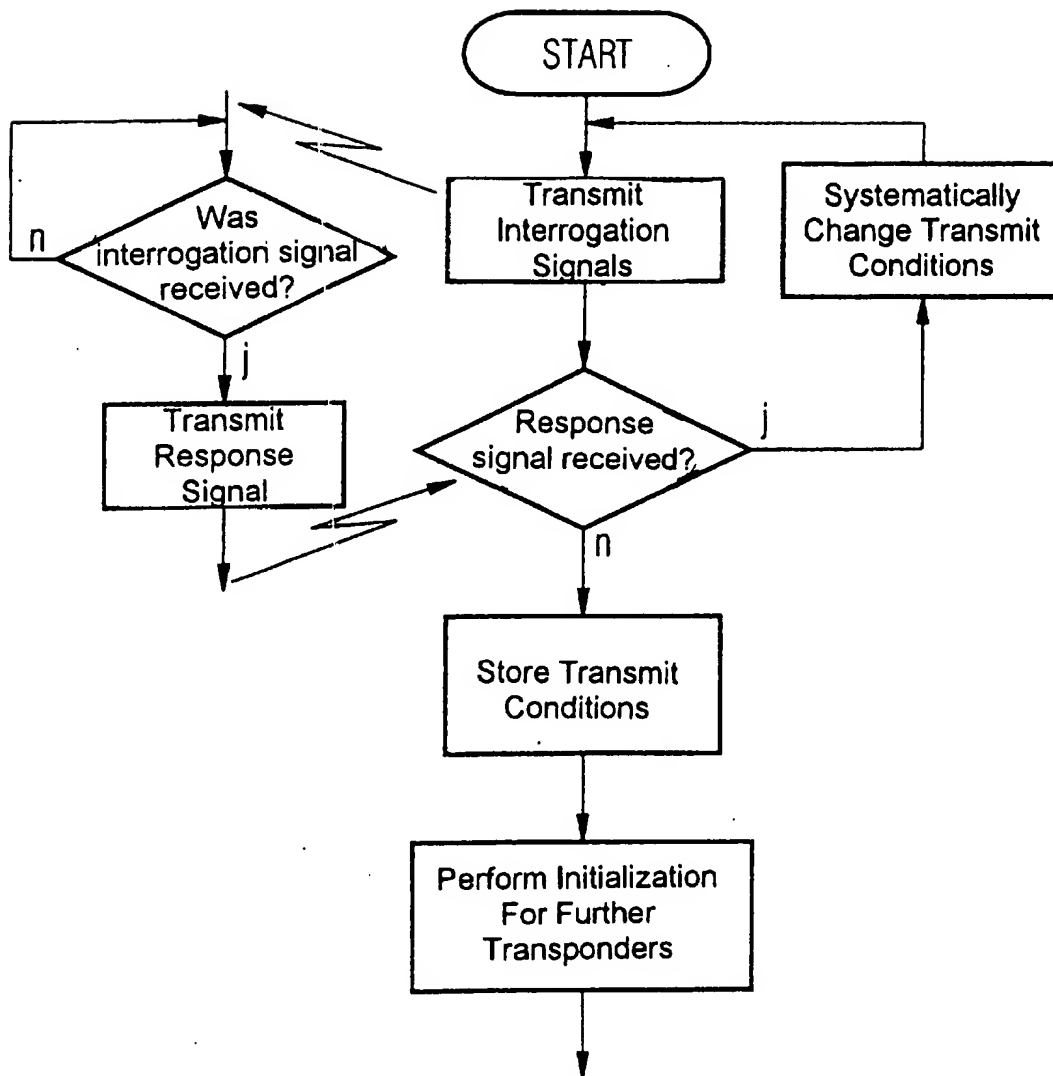 START
Was
interrogation signal
received?
n
j
Transmit
Response
Signal
Transmit
Interrogation
Signals
Systematically
Change Transmit
Conditions
Response
signal received?
j
n
Store Transmit
Conditions
Perform Initialization
For Further
Transponders